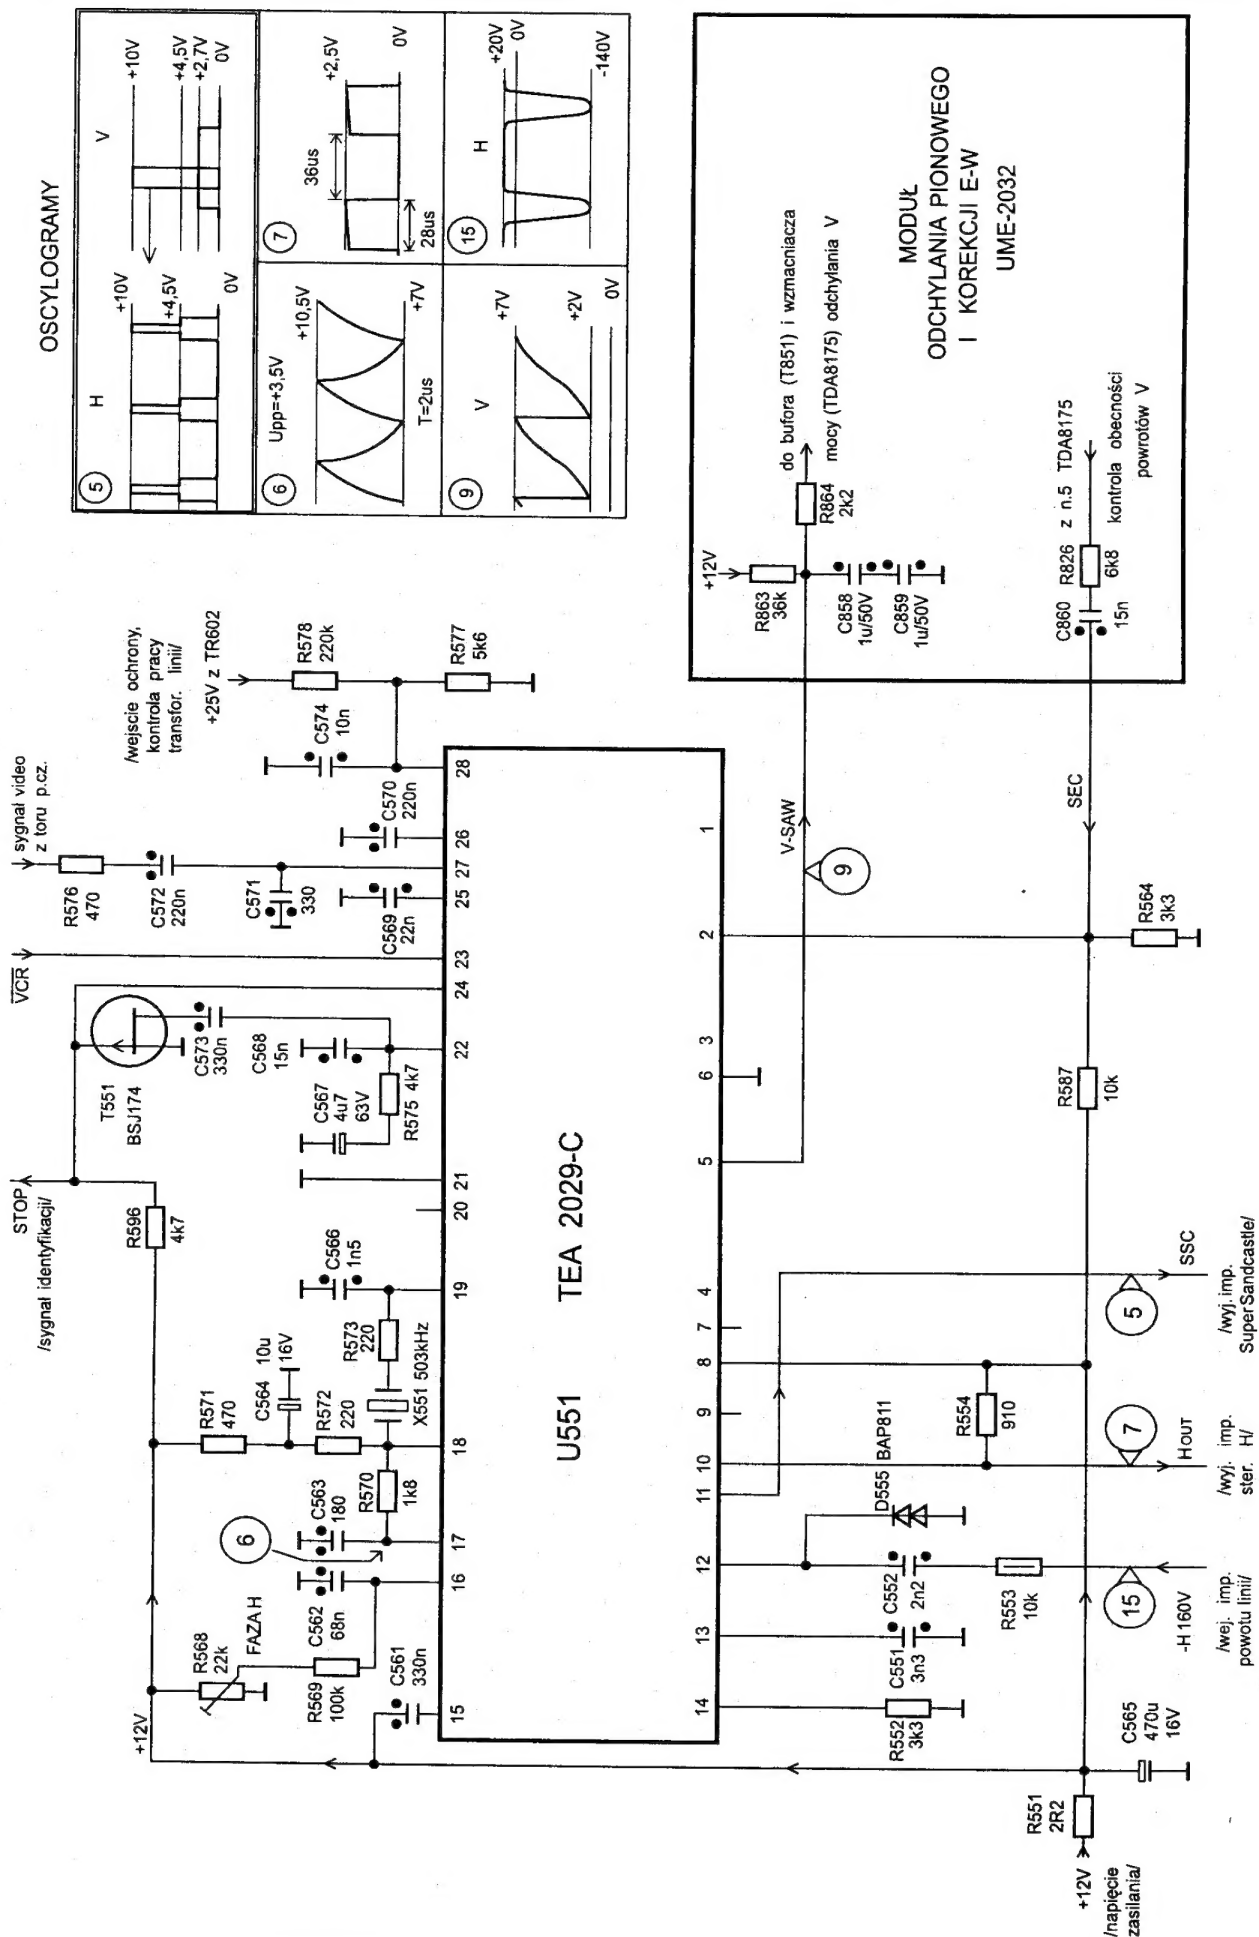 OSCYLOGRAMY
5
H
+10V
+4,5V
0V
V
+10V
+4,5V
+2,7V
0V
6
Upp=+3,5V
+10,5V
+7V
T=2us
7
36us
28us
+2,5V
0V
9
V
+7V
+2V
0V
15
H
+20V
0V
-140V
STOP
/sygnał identyfikacji/
VCR
sygnał video
z toru p.cz.
/wejście ochrony,
kontrola pracy
transfor. linii/
+25V z TR602
+12V
R568
22k
FAZA H
R569
100k
C561
330n
C562
68n
6
C563
180
R570
1k8
R571
470
C564
10u
16V
R572
220
X551 503kHz
R573
220
C566
1n5
R596
4k7
T551
BSJ174
C573
330n
C568
15n
C567
4u7
63V
R575
4k7
R576
470
C572
220n
C571
330
C569
22n
C570
220n
C574
10n
R578
220k
R577
5k6
15
16
17
18
19
20
21
22
24
23
25
27
26
28
U551
TEA 2029-C
14
13
12
11
10
9
8
7
4
5
6
3
2
1
R552
3k3
C551
3n3
C552
2n2
R553
10k
D555
BAP811
R554
910
15
-H 160V
/wej. imp.
powotu linii/
7
HOUT
/wyj. imp.
ster. H/
5
SSC
/wyj. imp.
SuperSandcastle/
R587
10k
R564
3k3
SEC
V-SAW
9
+12V
/napięcie
zasilania/
R551
2R2
C565
470u
16V
+12V
R863
36k
R864
2k2
do bufora (T851) i wzmacniacza
mocy (TDA8175) odchylania V
C858
1u/50V
C859
1u/50V
C860
15n
R826
6k8
z n.5 TDA8175
kontrola obecności
powrotów V
MODUŁ
ODCHYLANIA PIONOWEGO
I KOREKCJI E-W
UME-2032